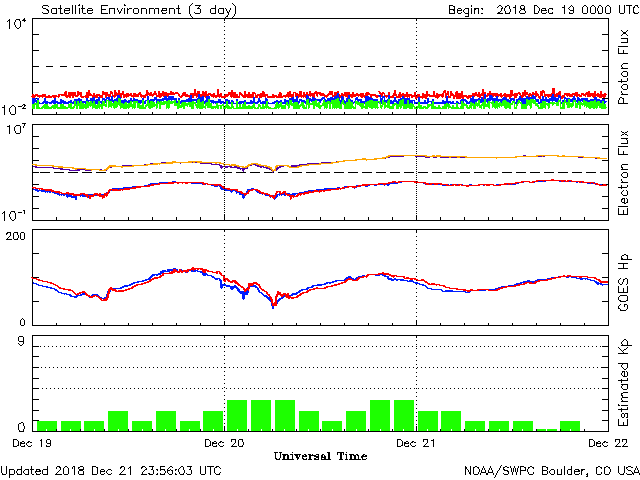 Satellite Environment (3 day)
Begin: 2018 Dec 19 0000 UTC
10^4
10^-2
Proton Flux
10^7
10^-1
Electron Flux
200
0
GOES Hp
9
0
Estimated Kp
Dec 19
Dec 20
Dec 21
Dec 22
Universal Time
Updated 2018 Dec 21 23:56:03 UTC
NOAA/SWPC Boulder, CO USA